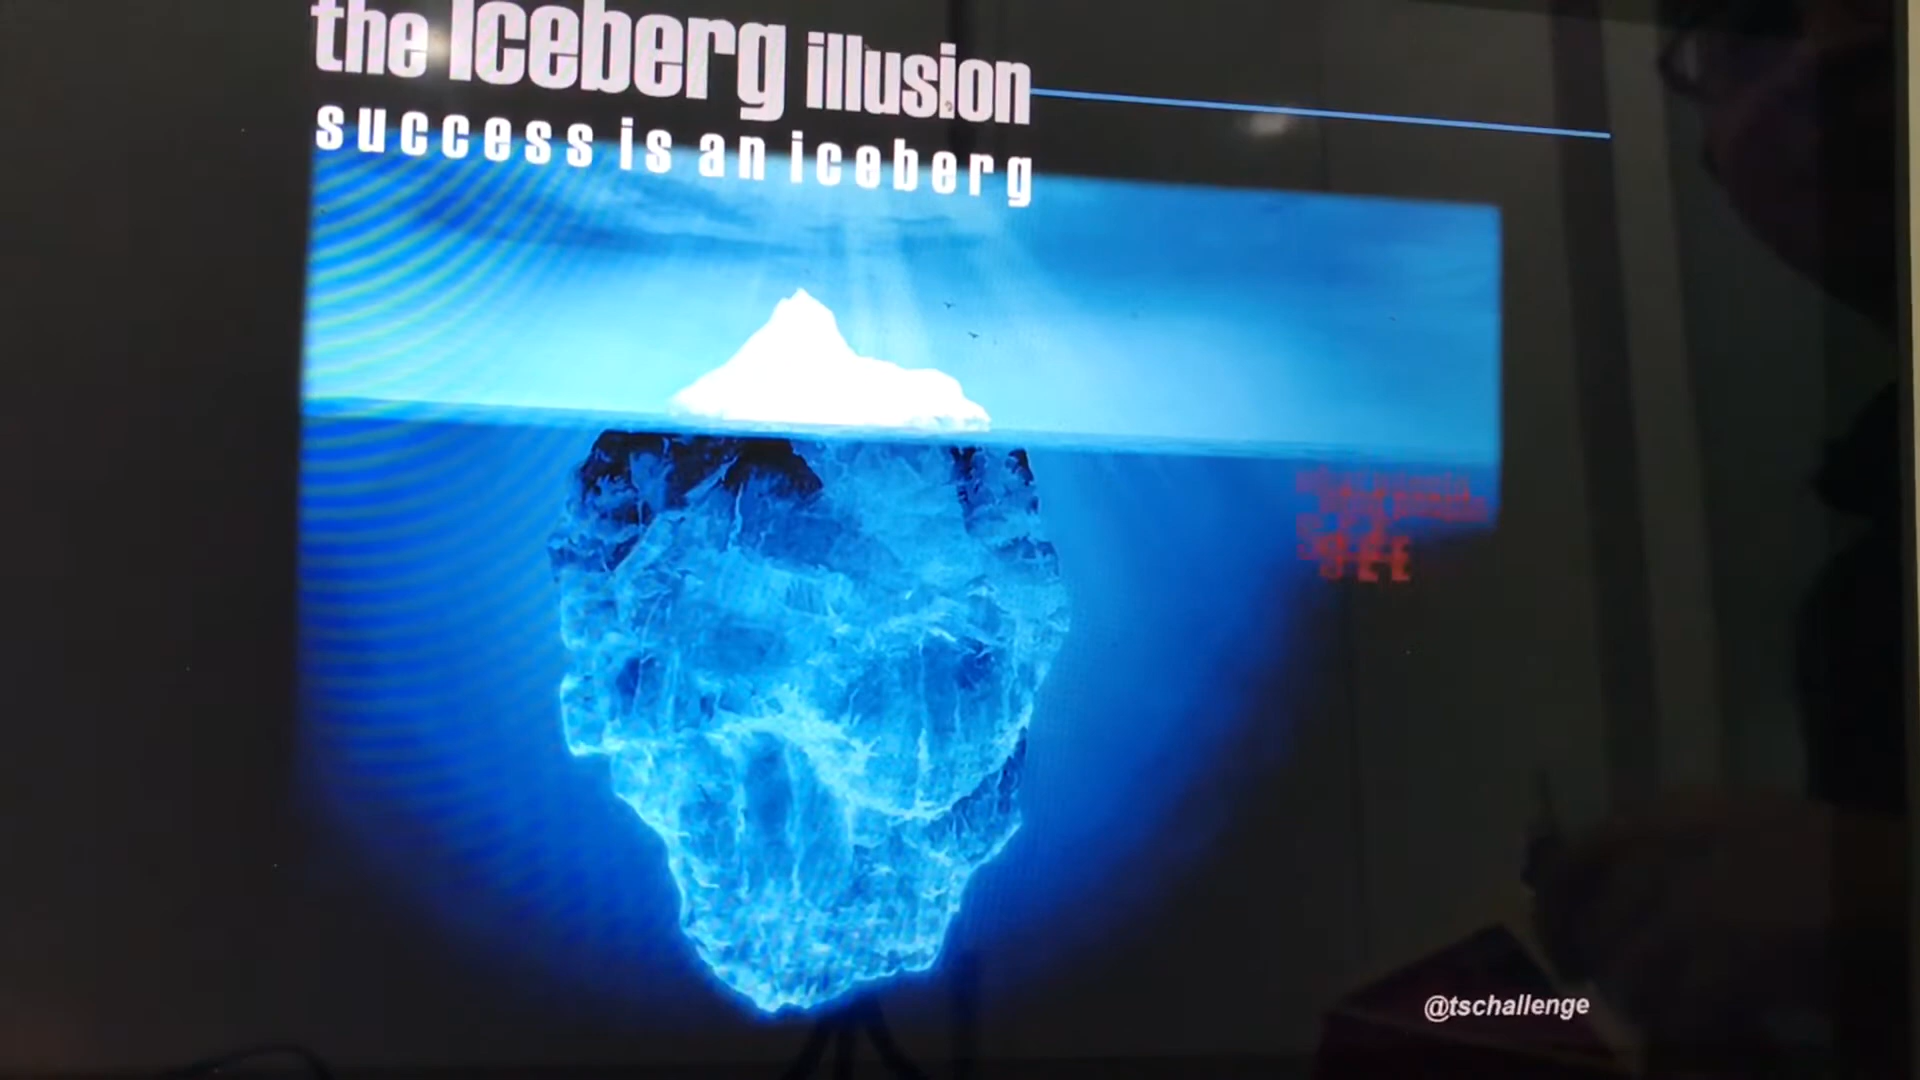 the Iceberg illusion
success is an iceberg
@tschallenge